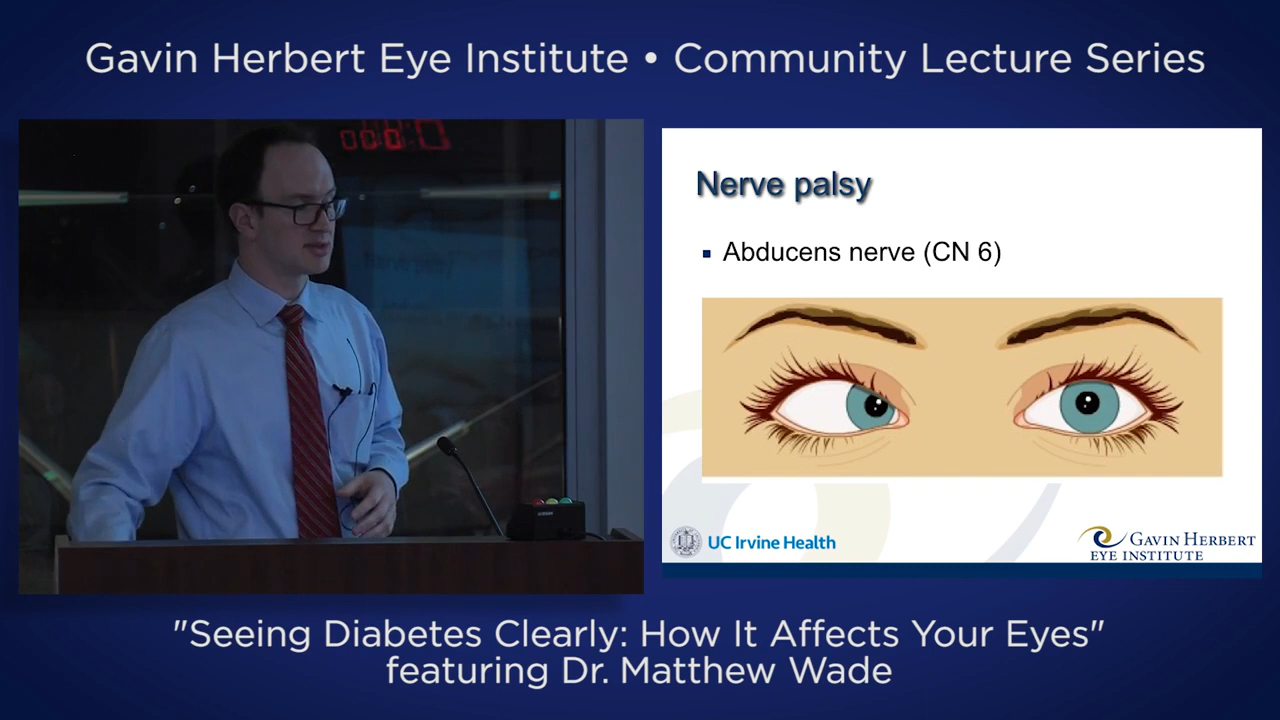 Gavin Herbert Eye Institute • Community Lecture Series
Nerve palsy
▪ Abducens nerve (CN 6)
UC Irvine Health
GAVIN HERBERT
EYE INSTITUTE
"Seeing Diabetes Clearly: How It Affects Your Eyes"
featuring Dr. Matthew Wade